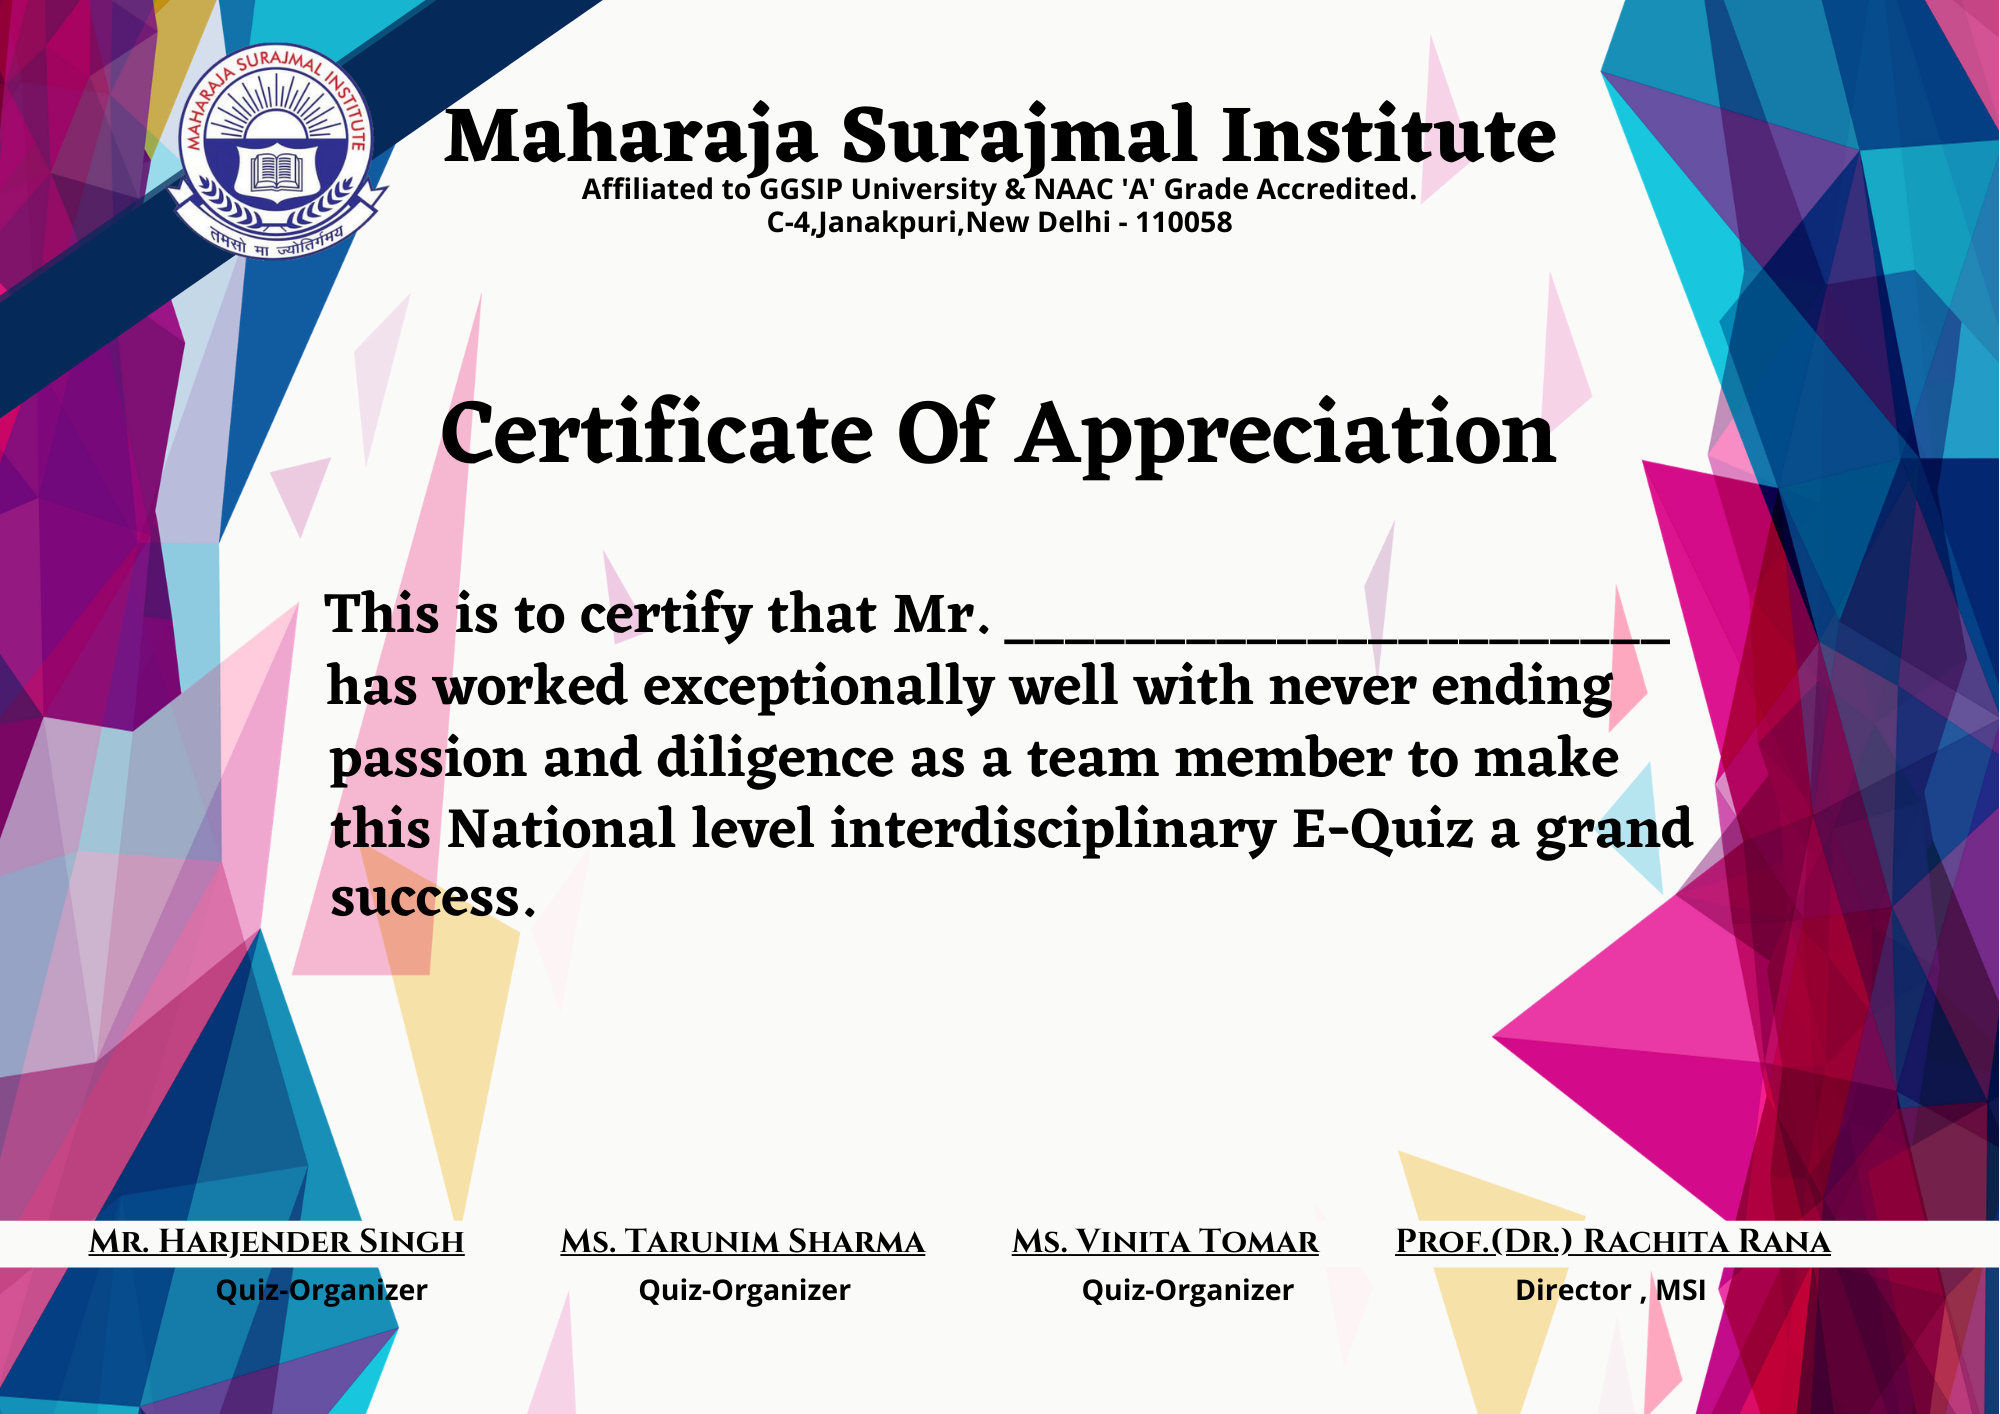 MAHARAJA SURAJMAL INSTITUTE
तमसो मा ज्योतिर्गमय
Maharaja Surajmal Institute
Affiliated to GGSIP University & NAAC 'A' Grade Accredited.
C-4,Janakpuri,New Delhi - 110058
Certificate Of Appreciation
This is to certify that Mr. ______________________
has worked exceptionally well with never ending
passion and diligence as a team member to make
this National level interdisciplinary E-Quiz a grand
success.
Mr. Harjender Singh Ms. Tarunim Sharma Ms. Vinita Tomar Prof.(Dr.) Rachita Rana
Quiz-Organizer Quiz-Organizer Quiz-Organizer Director , MSI